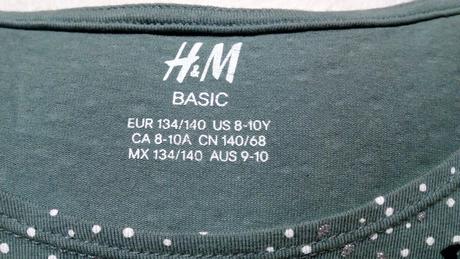 H&M
BASIC
EUR 134/140 US 8-10Y
CA 8-10A CN 140/68
MX 134/140 AUS 9-10